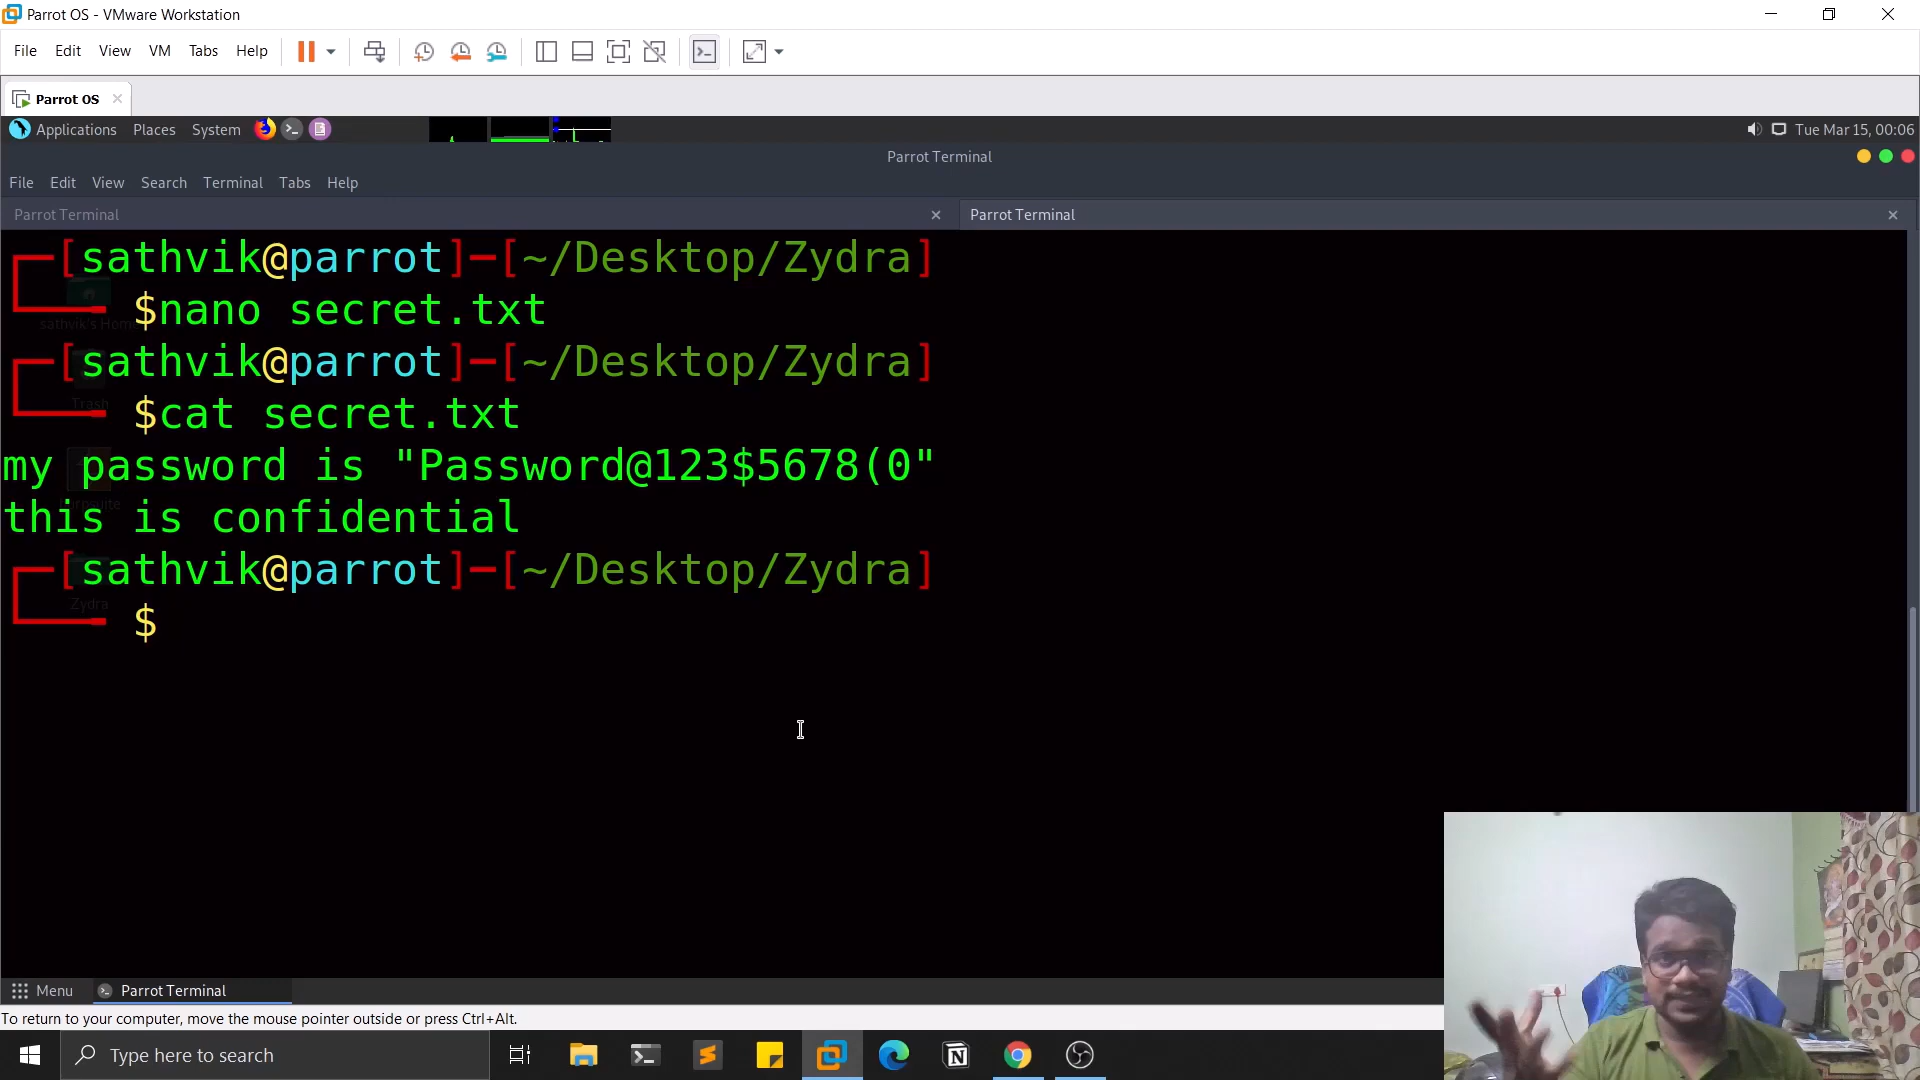 Parrot OS - VMware Workstation
File Edit View VM Tabs Help
Parrot OS
Applications Places System Tue Mar 15, 00:06
Parrot Terminal
File Edit View Search Terminal Tabs Help
Parrot Terminal Parrot Terminal
[sathvik@parrot]─[~/Desktop/Zydra]
$nano secret.txt
sathvik's Home
[sathvik@parrot]─[~/Desktop/Zydra]
Trash
$cat secret.txt
my password is "Password@123$5678(0"
this is confidential
[sathvik@parrot]─[~/Desktop/Zydra]
Zydra
$
Menu Parrot Terminal
To return to your computer, move the mouse pointer outside or press Ctrl+Alt.
Type here to search